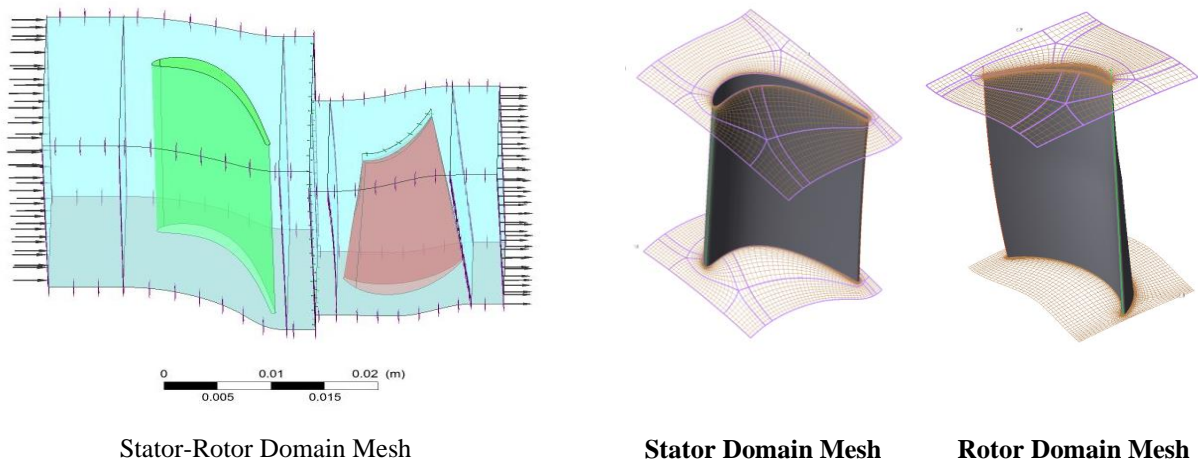 0 0.01 0.02 (m)
0.005 0.015
Stator-Rotor Domain Mesh
Stator Domain Mesh
Rotor Domain Mesh